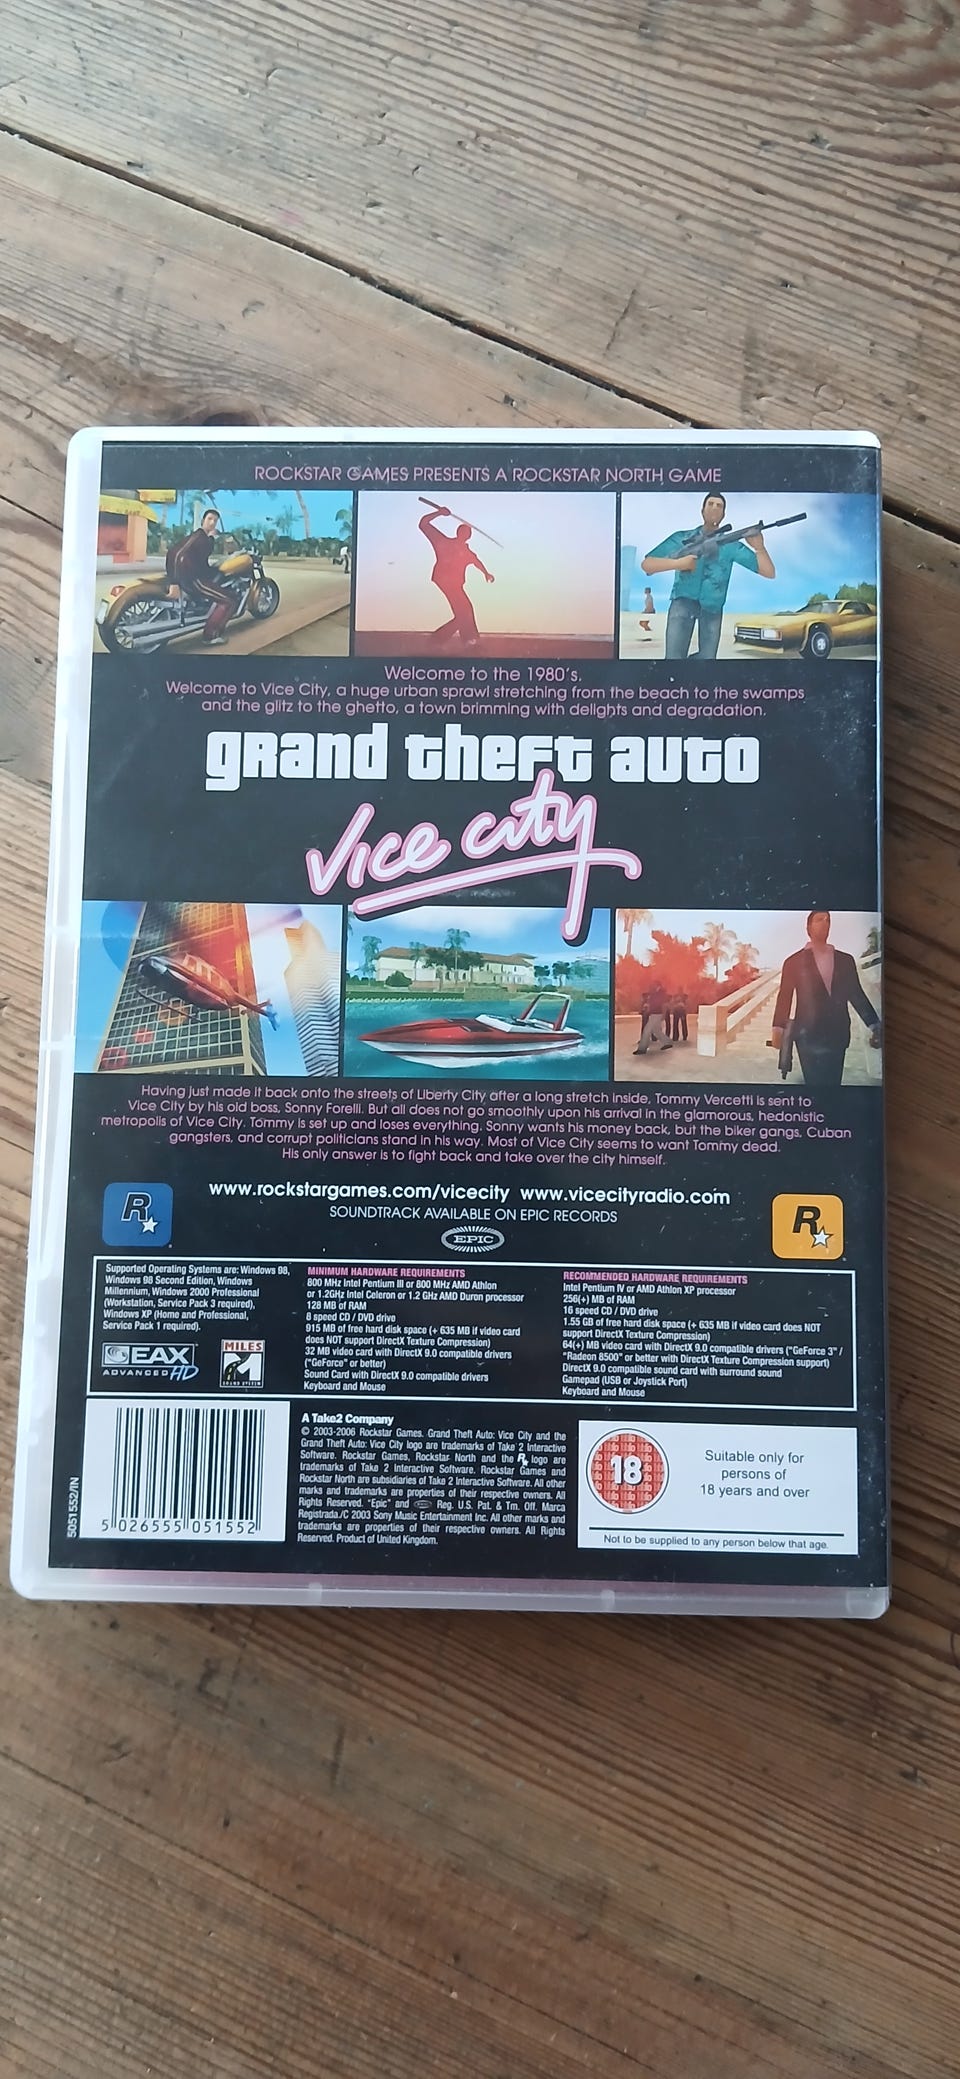 ROCKSTAR GAMES PRESENTS A ROCKSTAR NORTH GAME
Welcome to the 1980's.
Welcome to Vice City, a huge urban sprawl stretching from the beach to the swamps
and the glitz to the ghetto, a town brimming with delights and degradation.
grand theft auto
Vice City
Having just made it back onto the streets of Liberty City after a long stretch inside, Tommy Vercetti is sent to
Vice City by his old boss, Sonny Forelli. But all does not go smoothly upon his arrival in the glamorous, hedonistic
metropolis of Vice City. Tommy is set up and loses everything. Sonny wants his money back, but the biker gangs, Cuban
gangsters, and corrupt politicians stand in his way. Most of Vice City seems to want Tommy dead.
His only answer is to fight back and take over the city himself.
www.rockstargames.com/vicecity www.vicecityradio.com
SOUNDTRACK AVAILABLE ON EPIC RECORDS
R
EPIC
R
Supported Operating Systems are: Windows 98,
Windows 98 Second Edition, Windows
Millennium, Windows 2000 Professional
(Workstation, Service Pack 3 required),
Windows XP (Home and Professional,
Service Pack 1 required).
EAX
ADVANCED HD
MILES
SOUND SYSTEM
MINIMUM HARDWARE REQUIREMENTS
800 MHz Intel Pentium III or 800 MHz AMD Athlon
or 1.2GHz Intel Celeron or 1.2 GHz AMD Duron processor
128 MB of RAM
8 speed CD / DVD drive
915 MB of free hard disk space (+ 635 MB if video card
does NOT support DirectX Texture Compression)
32 MB video card with DirectX 9.0 compatible drivers
("GeForce" or better)
Sound Card with DirectX 9.0 compatible drivers
Keyboard and Mouse
RECOMMENDED HARDWARE REQUIREMENTS
Intel Pentium IV or AMD Athlon XP processor
256(+) MB of RAM
16 speed CD / DVD drive
1.55 GB of free hard disk space (+ 635 MB if video card does NOT
support DirectX Texture Compression)
64(+) MB video card with DirectX 9.0 compatible drivers ("GeForce 3" /
"Radeon 8500" or better with DirectX Texture Compression support)
DirectX 9.0 compatible sound card with surround sound
Gamepad (USB or Joystick Port)
Keyboard and Mouse
5051552/IN
5 026555 051552
A Take2 Company
© 2003-2006 Rockstar Games. Grand Theft Auto: Vice City and the
Grand Theft Auto: Vice City logo are trademarks of Take 2 Interactive
Software. Rockstar Games, Rockstar North and the R logo are
trademarks of Take 2 Interactive Software. Rockstar Games and
Rockstar North are subsidiaries of Take 2 Interactive Software. All other
marks and trademarks are properties of their respective owners. All
Rights Reserved. "Epic" and EPIC Reg. U.S. Pat. & Tm. Off. Marca
Registrada./C 2003 Sony Music Entertainment Inc. All other marks and
trademarks are properties of their respective owners. All Rights
Reserved. Product of United Kingdom.
18
Suitable only for
persons of
18 years and over
Not to be supplied to any person below that age.